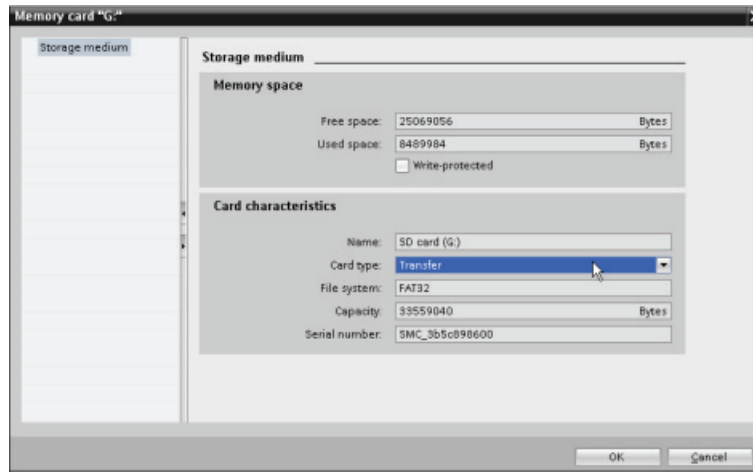 Memory card "G:"
Storage medium
Storage medium
Memory space
Free space: 25069056 Bytes
Used space: 8489984 Bytes
Write-protected
Card characteristics
Name: SD card (G:)
Card type: Transfer
File system: FAT32
Capacity: 33559040 Bytes
Serial number: SMC_3b5c898600
OK Cancel